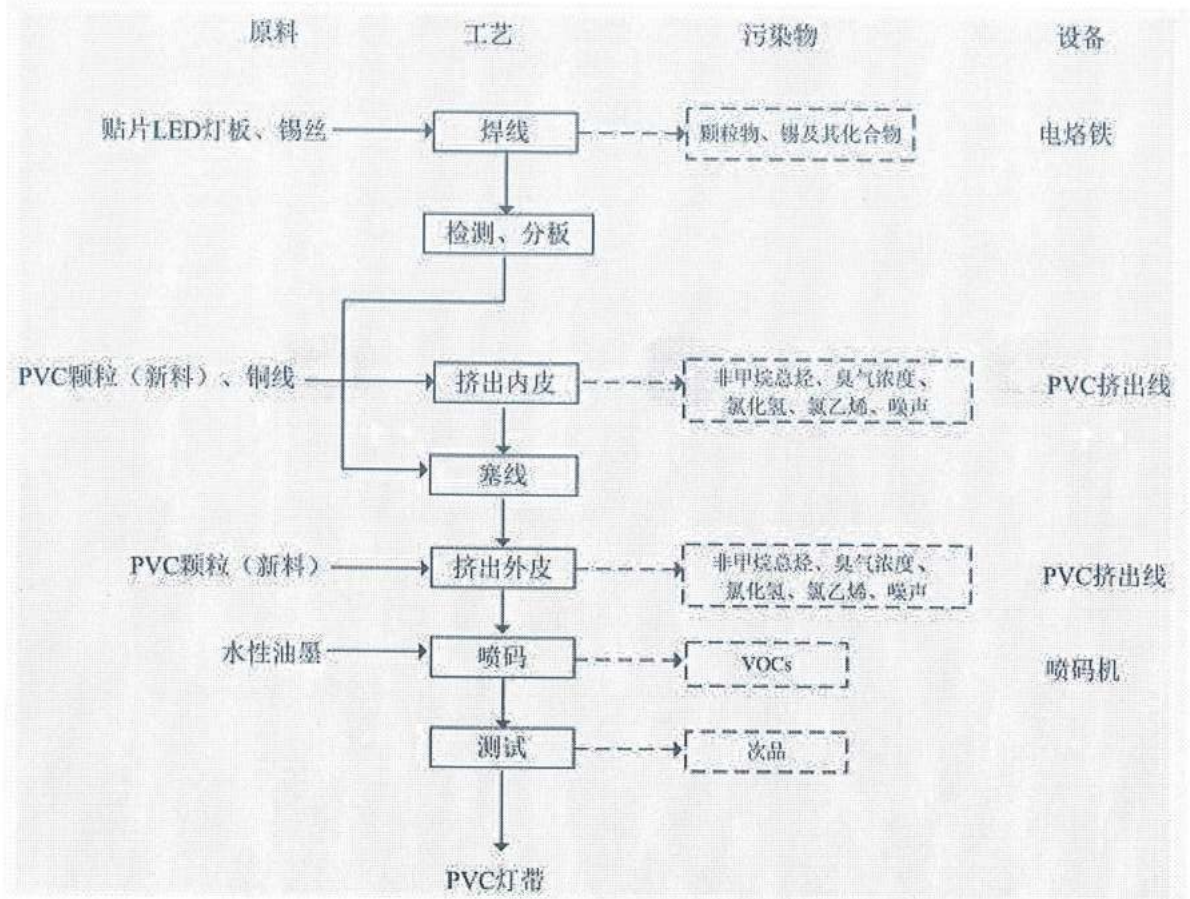 原料 工艺 污染物 设备
贴片LED灯板、锡丝 焊线 颗粒物、锡及其化合物 电烙铁
检测、分板
PVC颗粒（新料）、铜线 挤出内皮 非甲烷总烃、臭气浓度、 PVC挤出线
氯化氢、氯乙烯、噪声
塞线
PVC颗粒（新料） 挤出外皮 非甲烷总烃、臭气浓度、 PVC挤出线
氯化氢、氯乙烯、噪声
水性油墨 喷码 VOCs 喷码机
测试 次品
PVC灯带